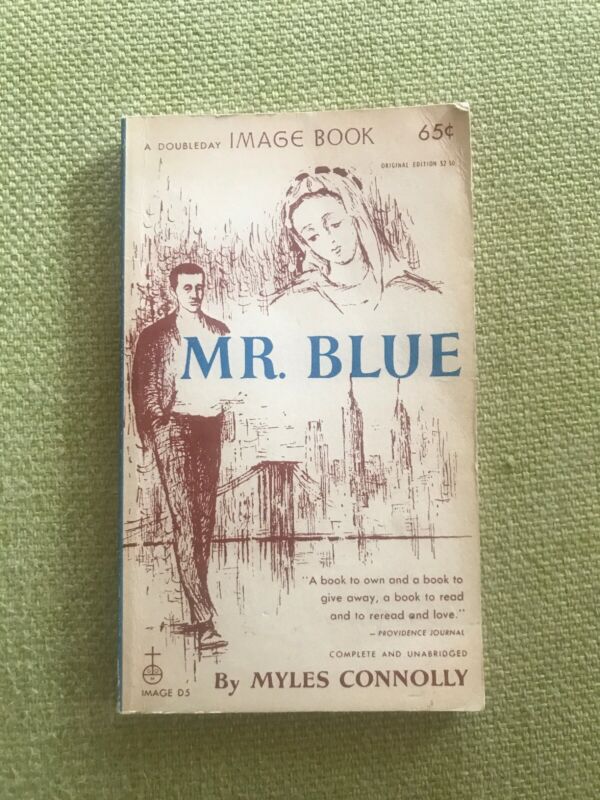 A DOUBLEDAY IMAGE BOOK 65¢
ORIGINAL EDITION $2.50
MR. BLUE
"A book to own and a book to
give away, a book to read
and to reread and love."
— PROVIDENCE JOURNAL
COMPLETE AND UNABRIDGED
By MYLES CONNOLLY
IMAGE D5